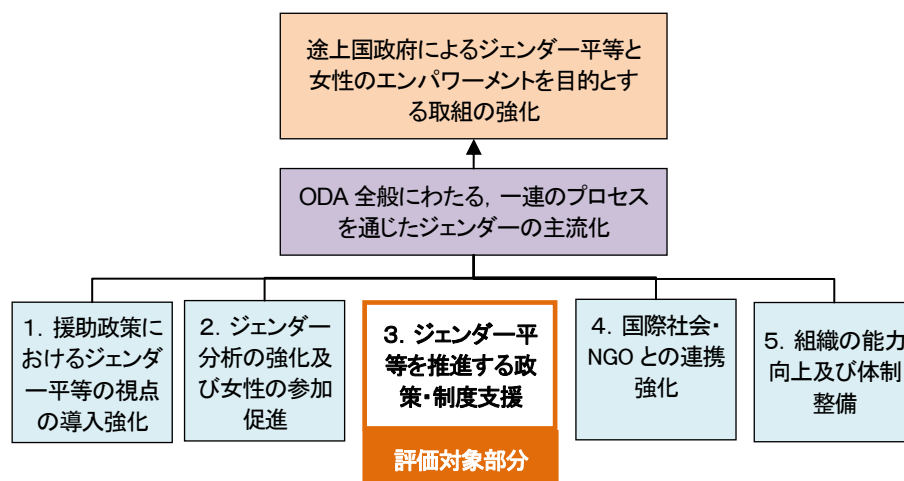 途上国政府によるジェンダー平等と
女性のエンパワーメントを目的とす
る取組の強化
ODA 全般にわたる，一連のプロセス
を通じたジェンダーの主流化
1．援助政策に
おけるジェンダ
ー平等の視点
の導入強化
2．ジェンダー
分析の強化及
び女性の参加
促進
3．ジェンダー平
等を推進する政
策・制度支援
評価対象部分
4．国際社会・
NGO との連携
強化
5．組織の能力
向上及び体制
整備